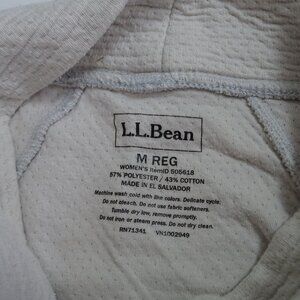 L.L.Bean
M REG
WOMEN'S ItemID 505618
57% POLYESTER / 43% COTTON
MADE IN EL SALVADOR
Machine wash cold with like colors. Delicate cycle.
Do not bleach. Do not use fabric softeners.
Tumble dry low, remove promptly.
Do not iron or steam press. Do not dry clean.
RN71341 VN1002949